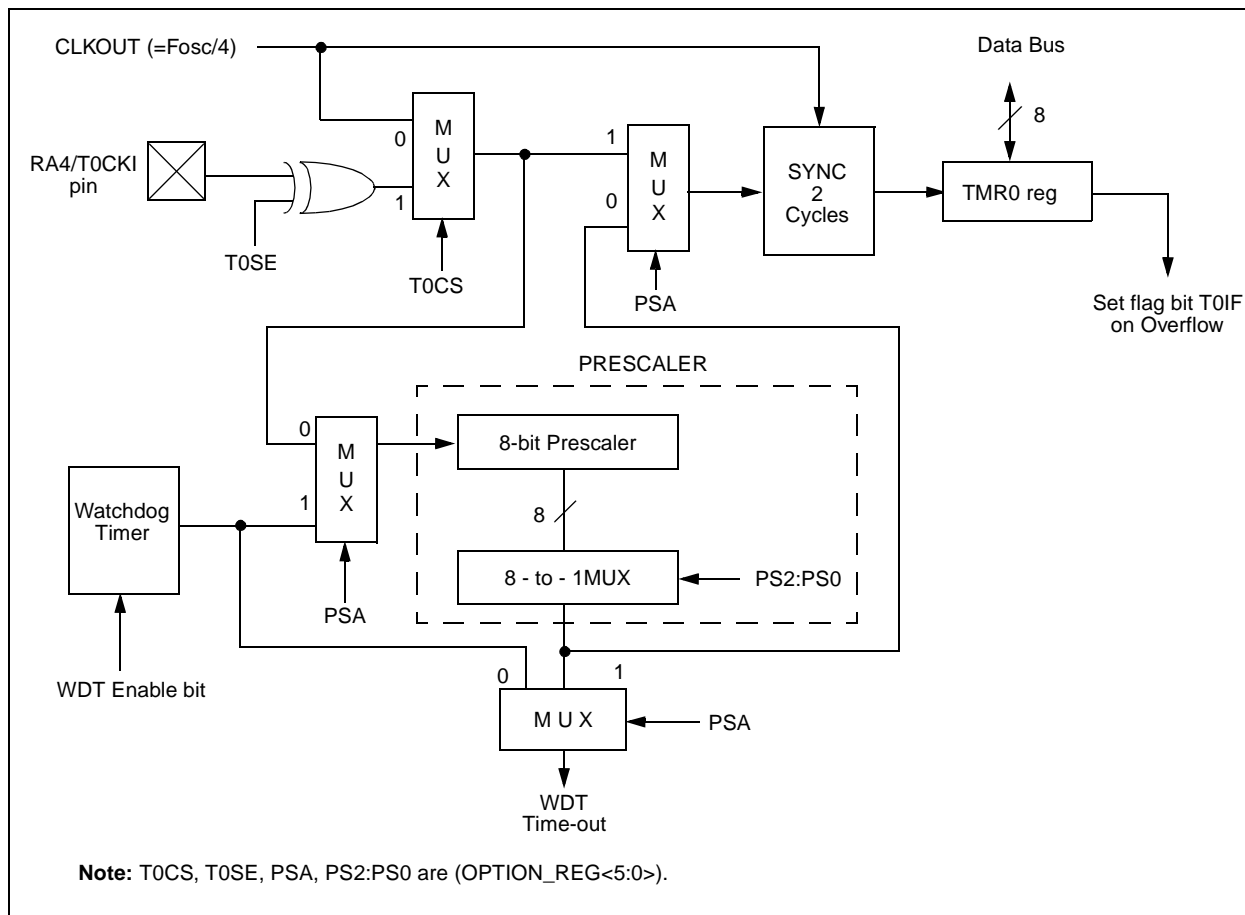 CLKOUT (=Fosc/4)
Data Bus
8
M
U
X
0
1
RA4/T0CKI
pin
T0SE
T0CS
1
0
M
U
X
PSA
SYNC
2
Cycles
TMR0 reg
Set flag bit T0IF
on Overflow
PRESCALER
0
1
M
U
X
8-bit Prescaler
Watchdog
Timer
8
8 - to - 1MUX
PS2:PS0
PSA
WDT Enable bit
0
1
M U X
PSA
WDT
Time-out
Note: T0CS, T0SE, PSA, PS2:PS0 are (OPTION_REG<5:0>).